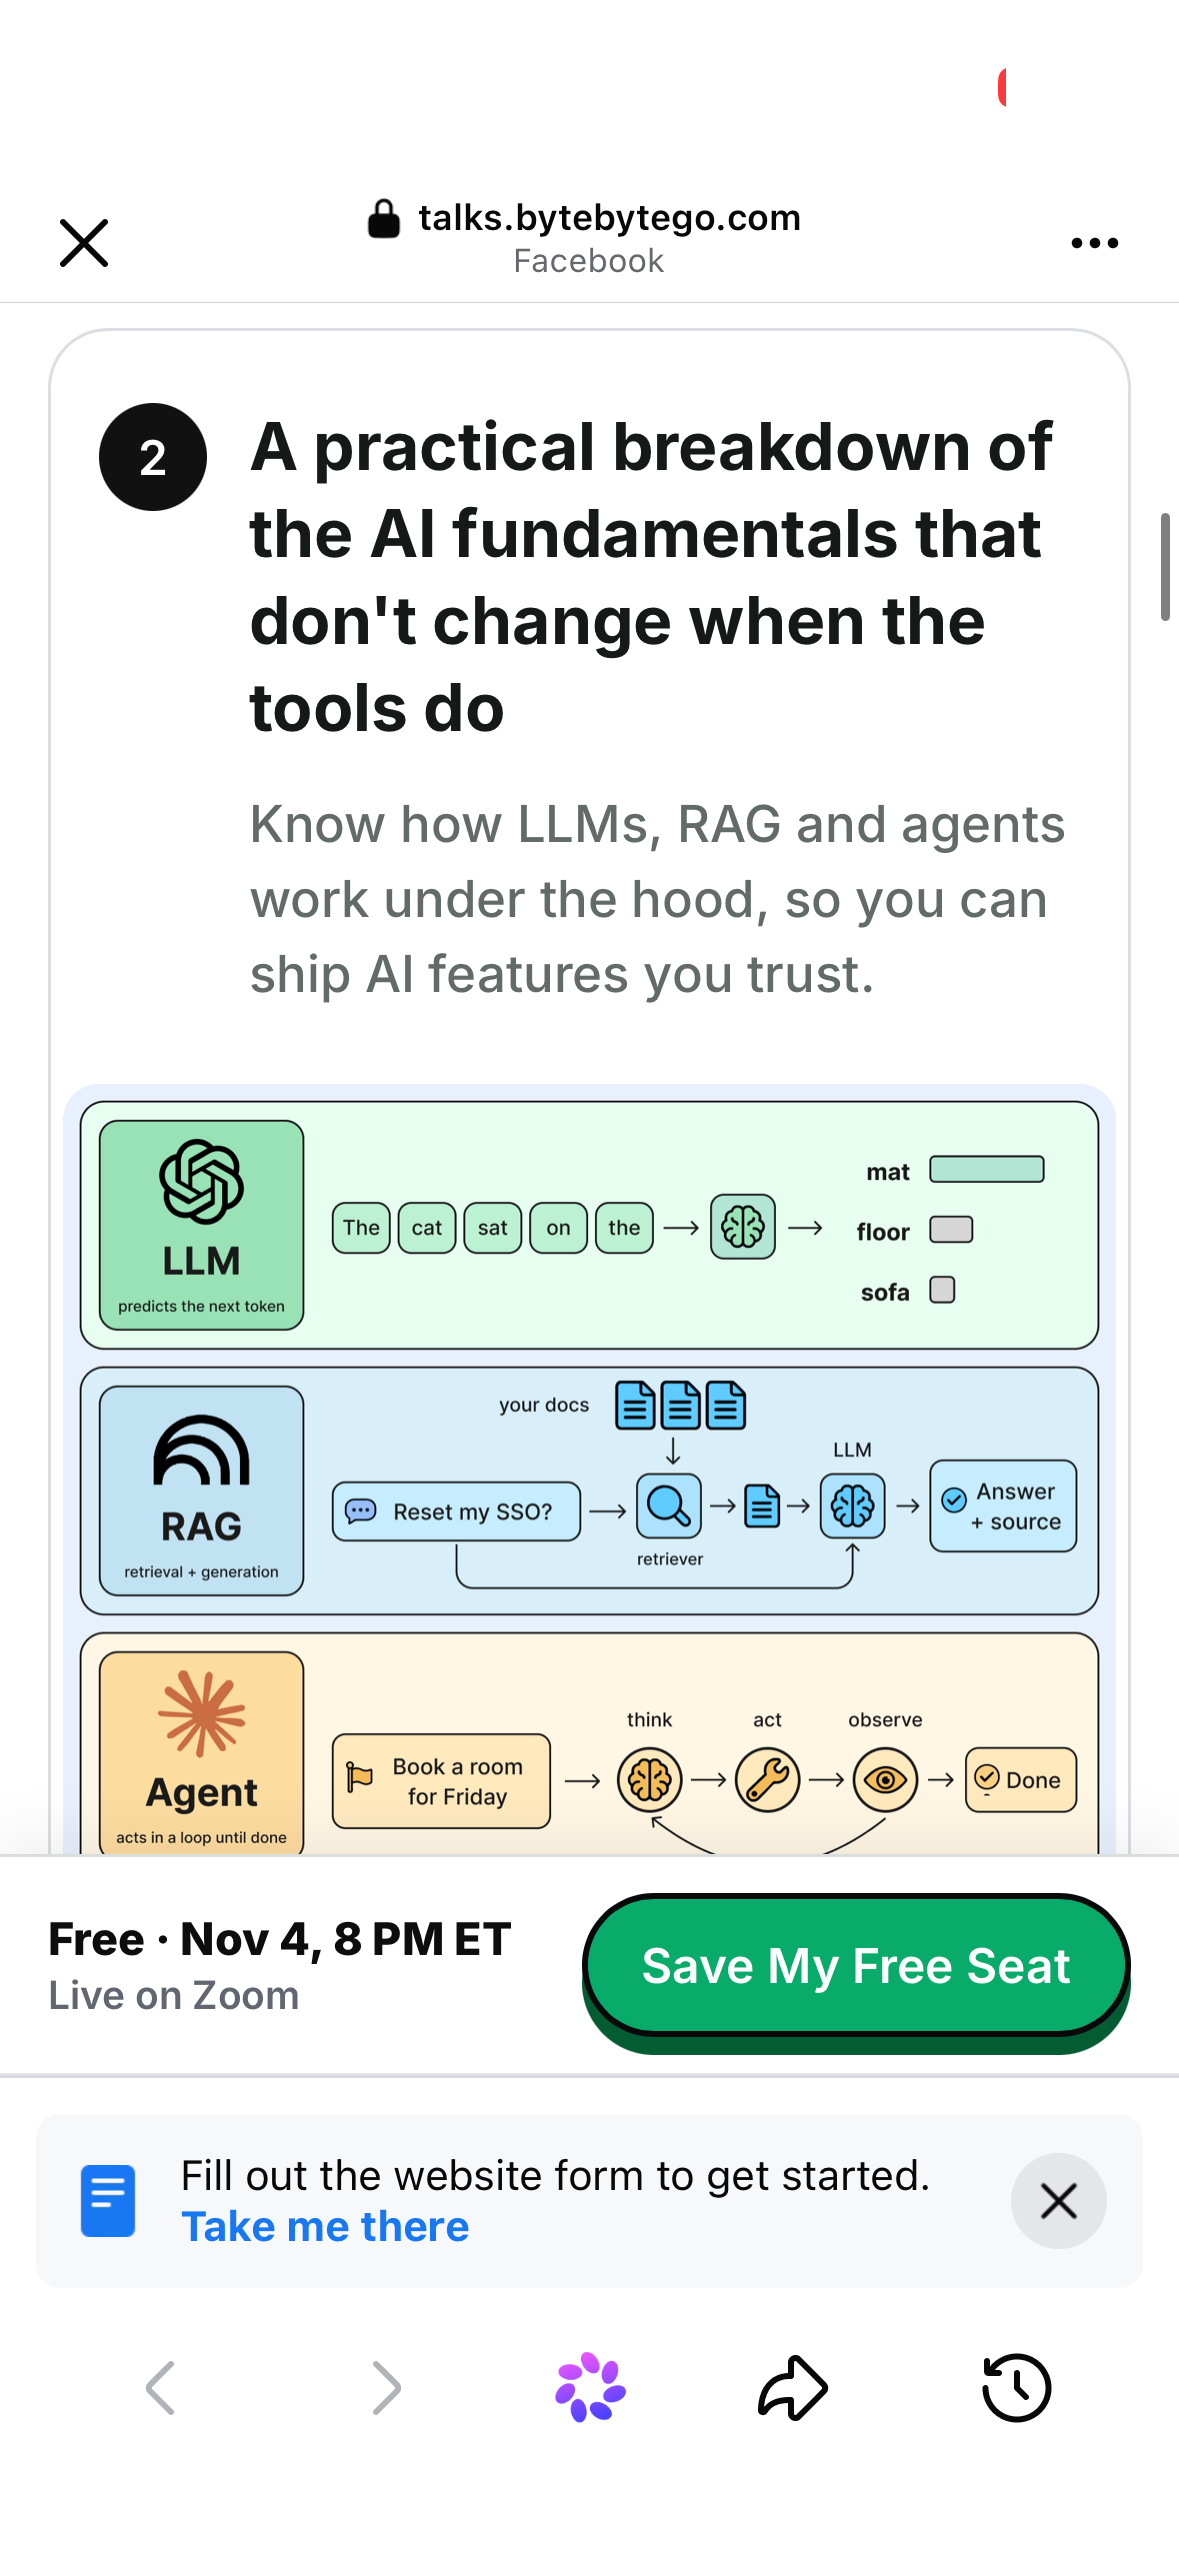 talks.bytebytego.com
Facebook
2
A practical breakdown of
the AI fundamentals that
don't change when the
tools do
Know how LLMs, RAG and agents
work under the hood, so you can
ship AI features you trust.
LLM
predicts the next token
The cat sat on the
mat
floor
sofa
RAG
retrieval + generation
your docs
Reset my SSO?
retriever
LLM
Answer
+ source
Agent
acts in a loop until done
Book a room
for Friday
think
act
observe
Done
Free · Nov 4, 8 PM ET
Live on Zoom
Save My Free Seat
Fill out the website form to get started.
Take me there